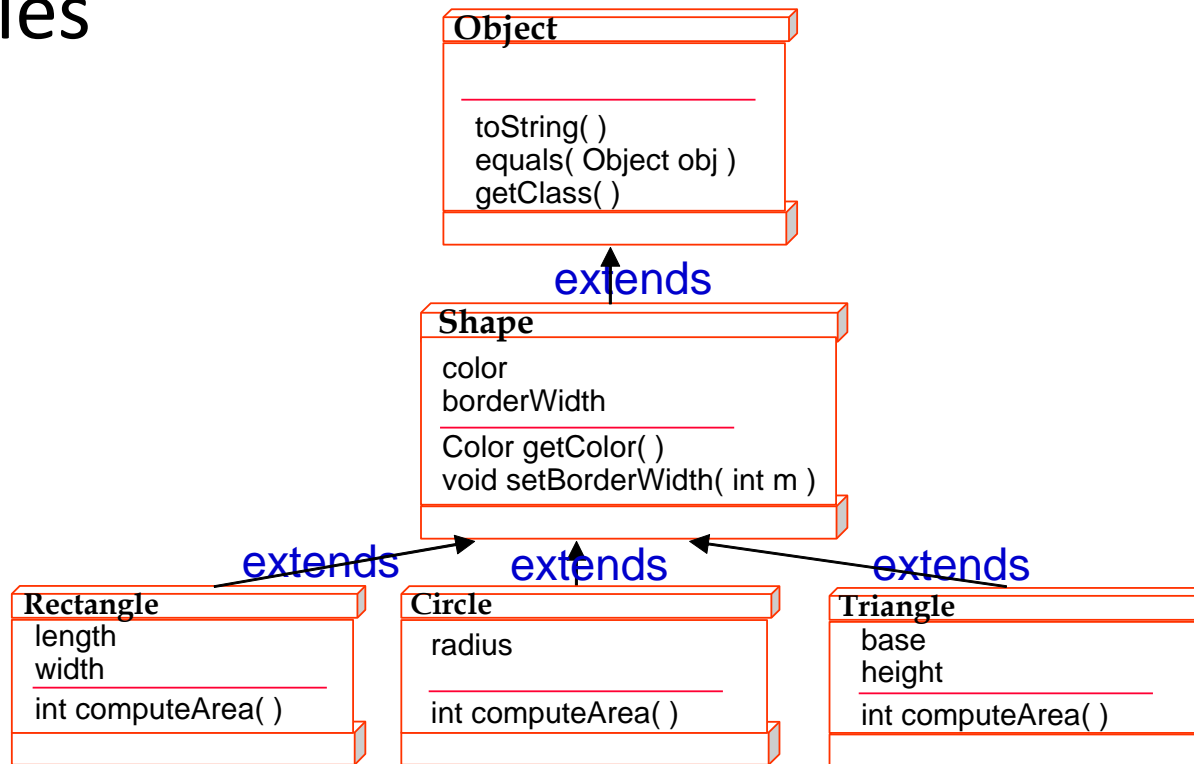 Object
toString( )
equals( Object obj )
getClass( )
extends
Shape
color
borderWidth
Color getColor( )
void setBorderWidth( int m )
extends
extends
extends
Rectangle
length
width
int computeArea( )
Circle
radius
int computeArea( )
Triangle
base
height
int computeArea( )